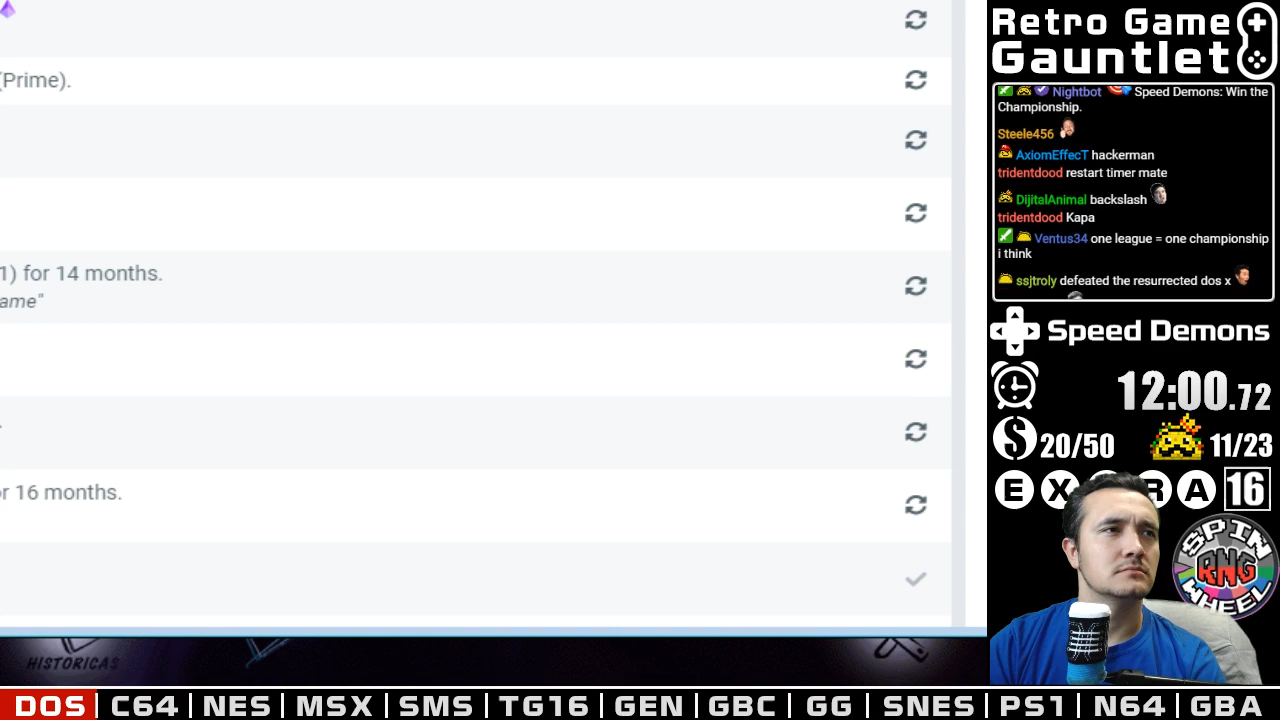 (Prime).
1) for 14 months.
ame"
r 16 months.
HISTORICAS
Retro Game
Gauntlet
Nightbot Speed Demons: Win the
Championship.
Steele456
AxiomEffecT hackerman
tridentdood restart timer mate
DijitalAnimal backslash
tridentdood Kapa
Ventus34 one league = one championship
i think
ssjtroly defeated the resurrected dos x
Speed Demons
12:00.72
$ 20/50 11/23
E X R A 16
SPIN
RNG
WHEEL
DOS | C64 | NES | MSX | SMS | TG16 | GEN | GBC | GG | SNES | PS1 | N64 | GBA